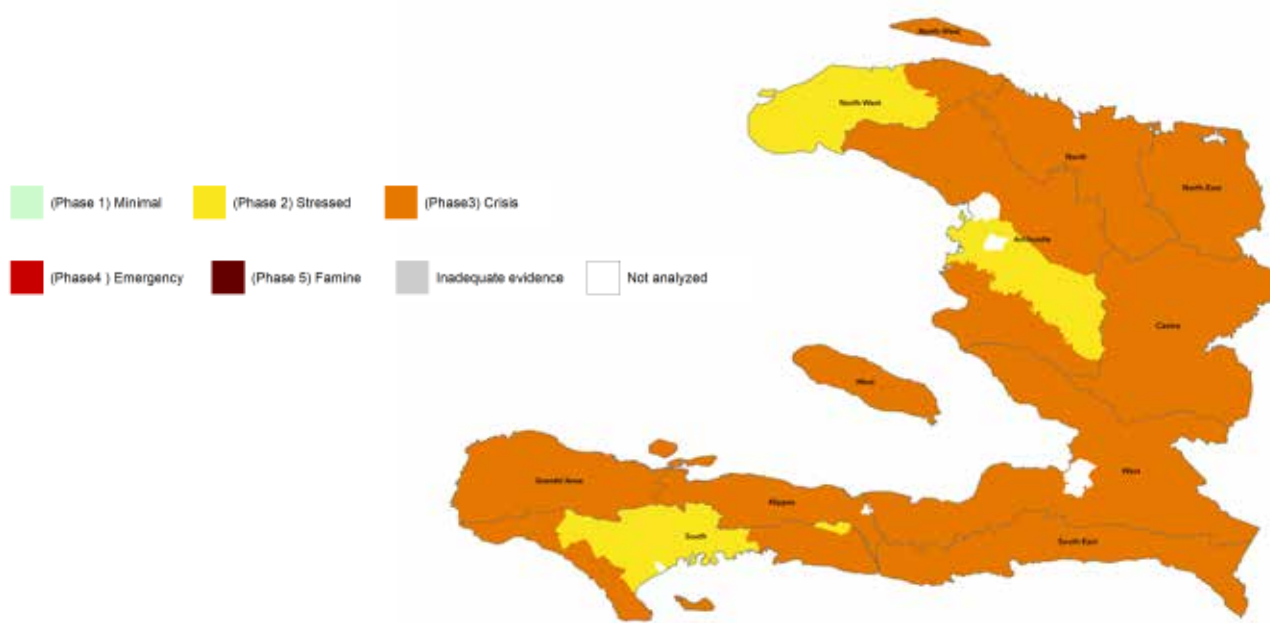 North West
North West
North
North East
(Phase 1) Minimal
(Phase 2) Stressed
(Phase3) Crisis
Artibonite
(Phase4 ) Emergency
(Phase 5) Famine
Inadequate evidence
Not analyzed
Centre
West
West
Grande Anse
Nippes
South
South East